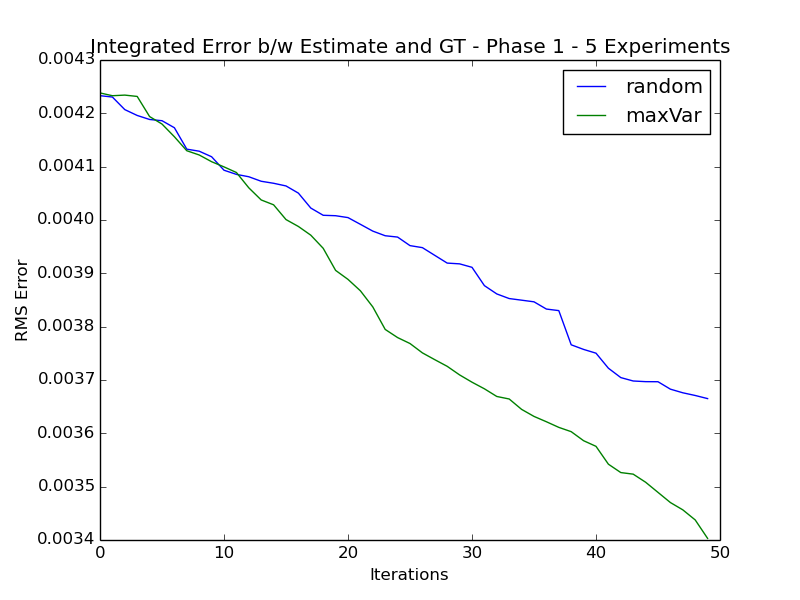 Integrated Error b/w Estimate and GT - Phase 1 - 5 Experiments
random
maxVar
0.0043
0.0042
0.0041
0.0040
0.0039
0.0038
0.0037
0.0036
0.0035
0.0034
RMS Error
0 10 20 30 40 50
Iterations